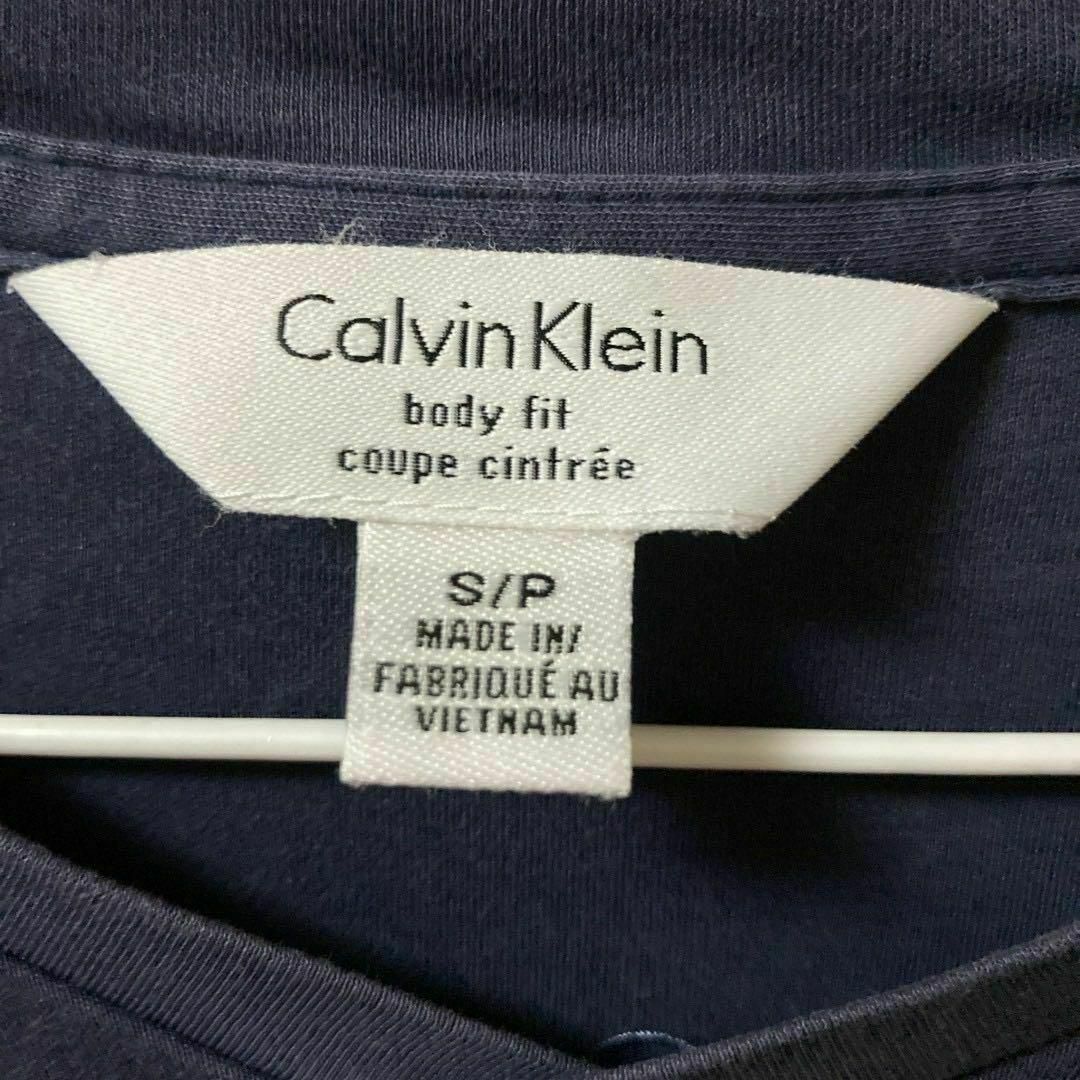 Calvin Klein
body fit
coupe cintrée
S/P
MADE IN/
FABRIQUÉ AU
VIETNAM